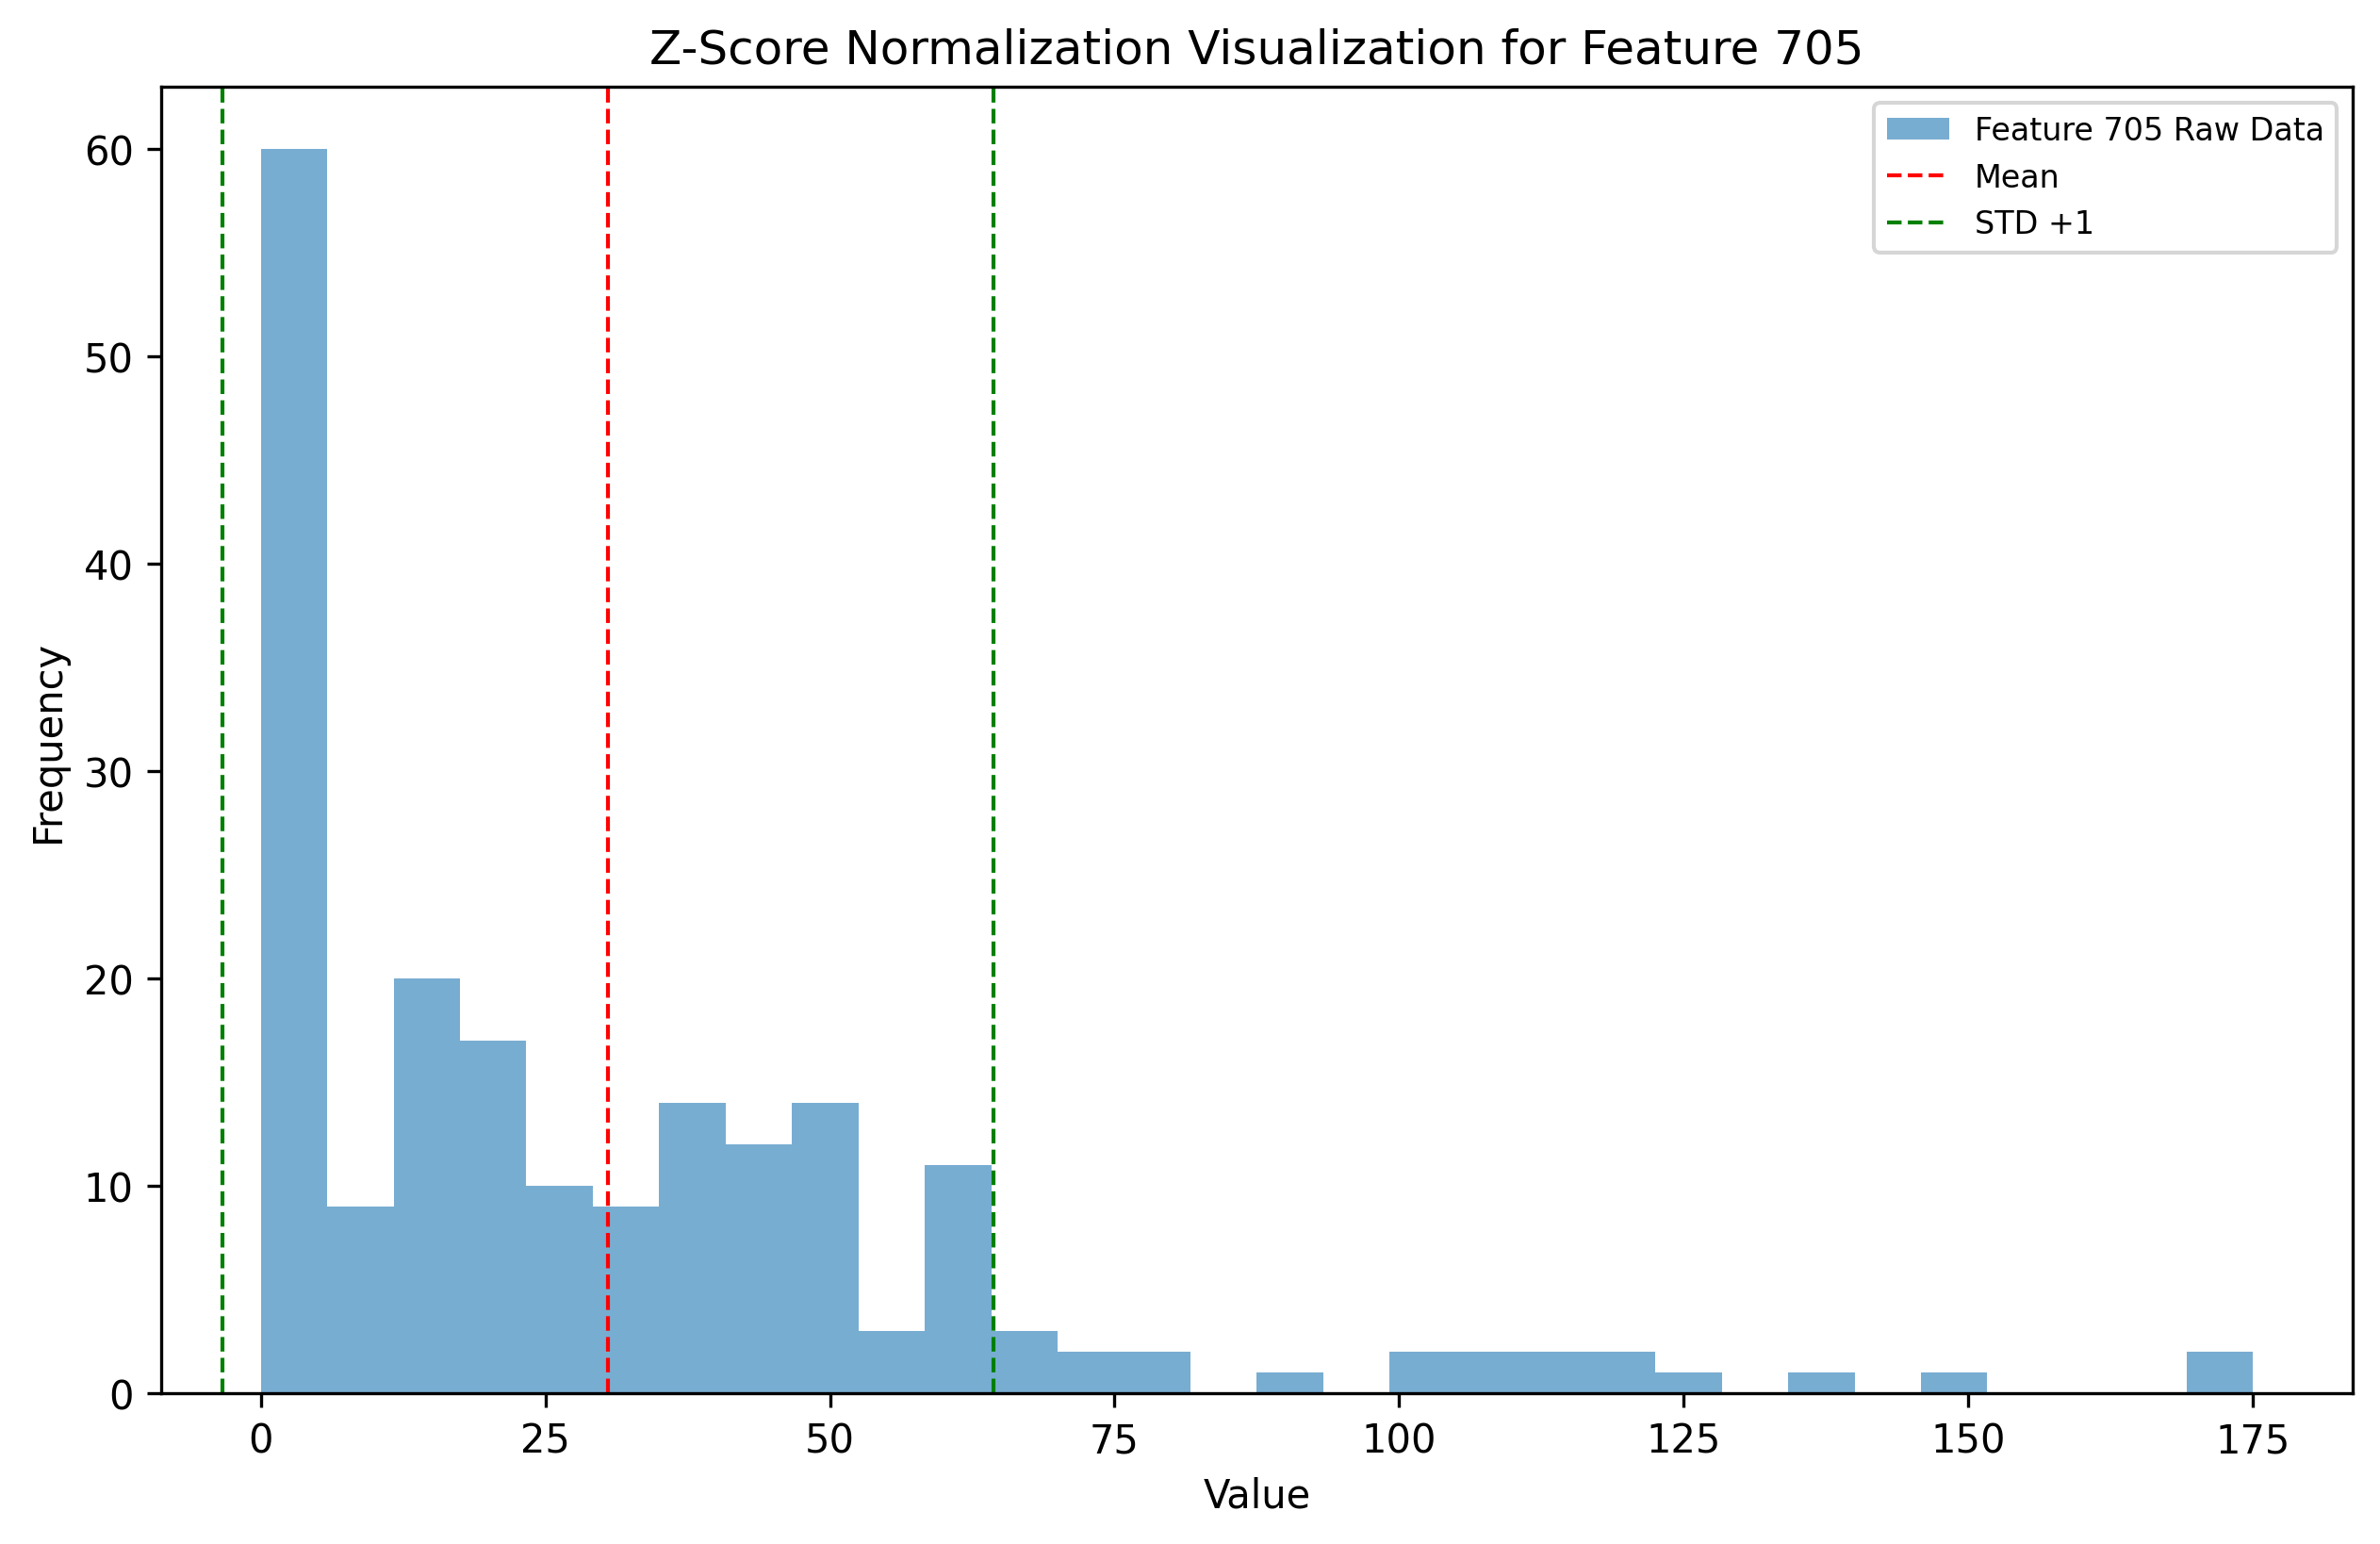 Z-Score Normalization Visualization for Feature 705
Feature 705 Raw Data
Mean
STD +1
60
50
40
30
20
10
0
Frequency
0 25 50 75 100 125 150 175
Value